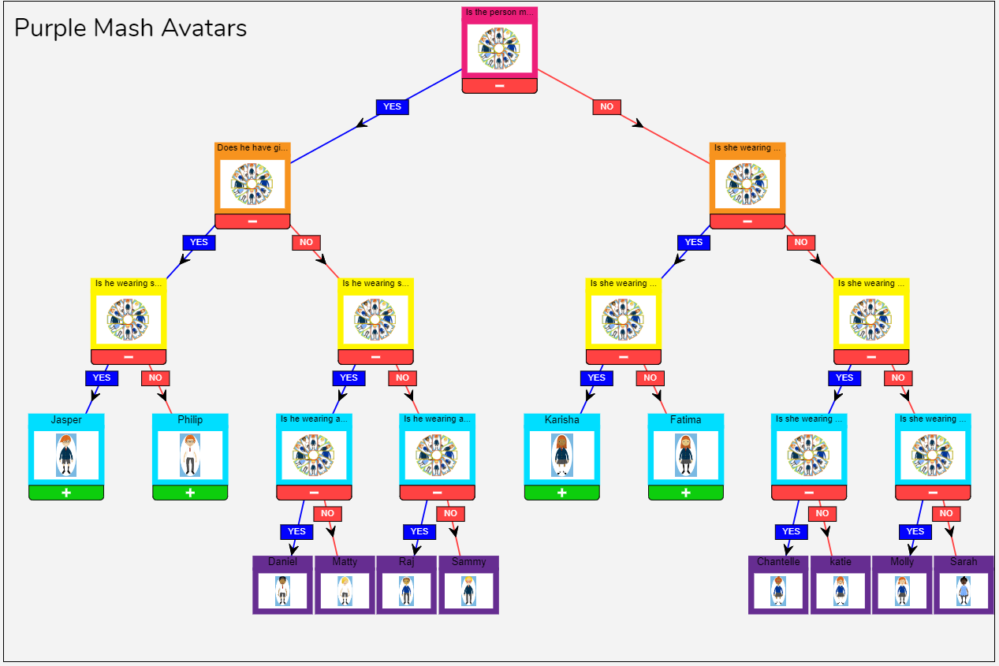 Purple Mash Avatars
Is the person m...
YES
NO
Does he have gi...
Is she wearing ...
YES
NO
YES
NO
Is he wearing s...
Is he wearing s...
Is she wearing ...
Is she wearing ...
YES
NO
YES
NO
YES
NO
YES
NO
Jasper
Philip
Is he wearing a...
Is he wearing a...
Karisha
Fatima
Is she wearing ...
Is she wearing ...
YES
NO
YES
NO
YES
NO
YES
NO
Daniel
Matty
Raj
Sammy
Chantelle
katie
Molly
Sarah